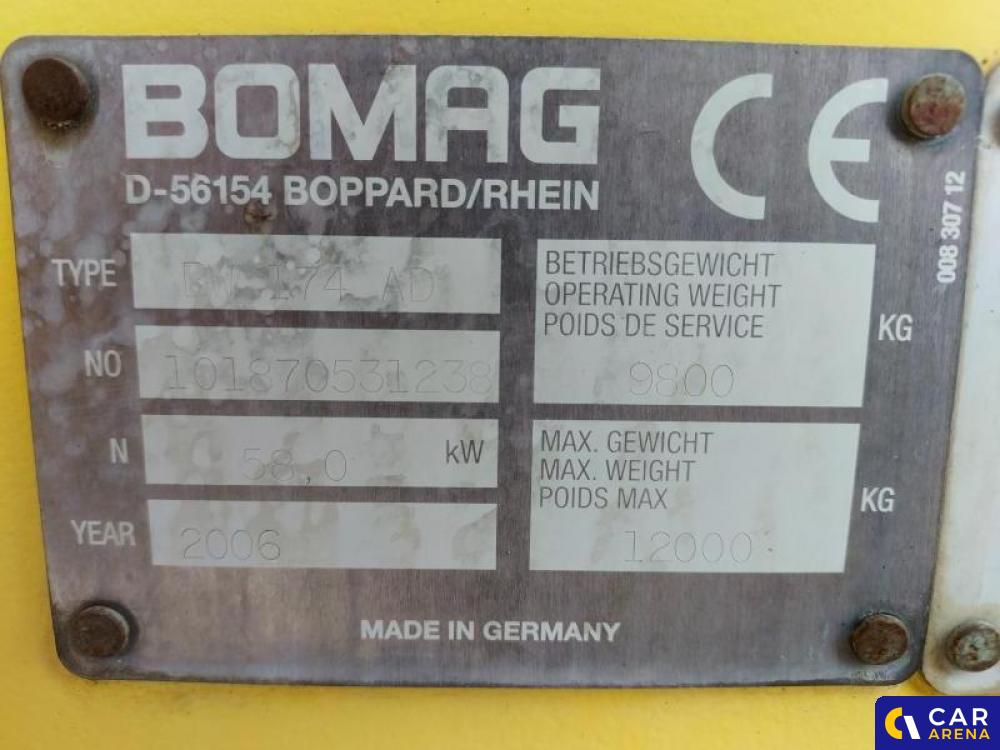 BOMAG
CE
D-56154 BOPPARD/RHEIN
008 307 12
TYPE BW 174 AD
NO 101870531238
N 58,0 kW
YEAR 2006
BETRIEBSGEWICHT
OPERATING WEIGHT
POIDS DE SERVICE
9800 KG
MAX. GEWICHT
MAX. WEIGHT
POIDS MAX
12000 KG
MADE IN GERMANY
CAR
ARENA